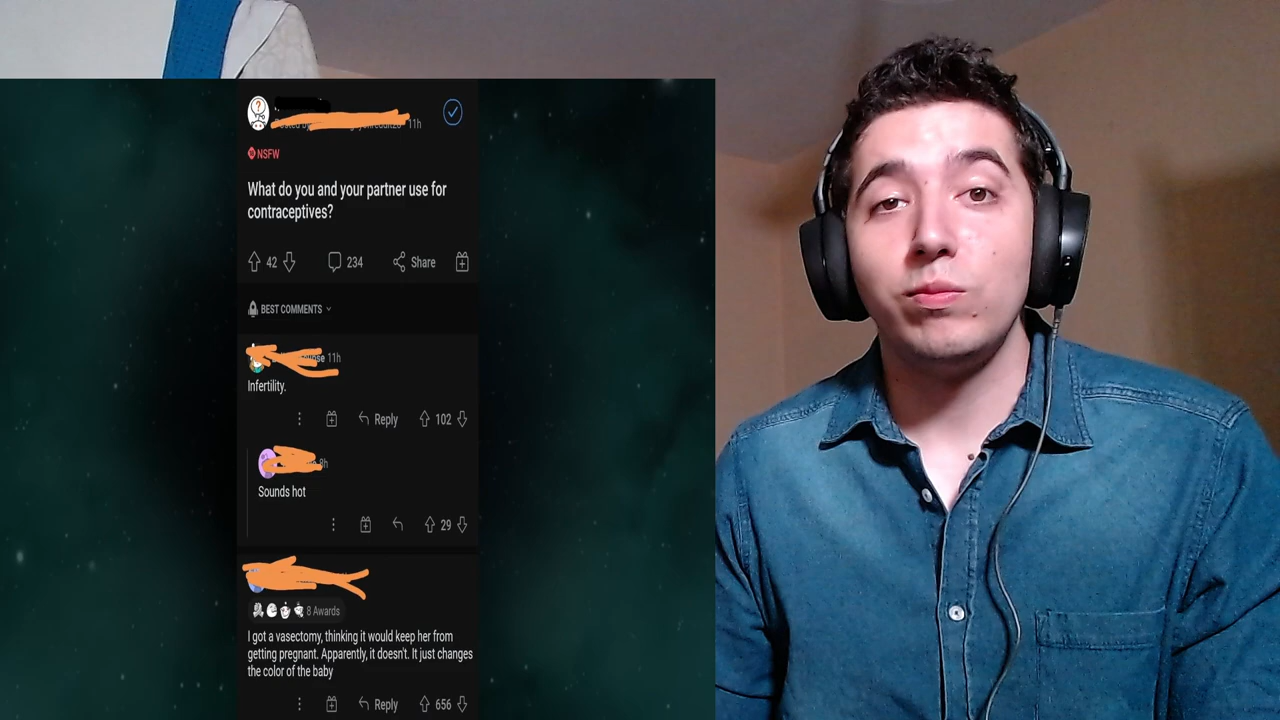 11h
NSFW
What do you and your partner use for
contraceptives?
42
234
Share
BEST COMMENTS
11h
Infertility.
Reply
102
8h
Sounds hot
29
8 Awards
I got a vasectomy, thinking it would keep her from
getting pregnant. Apparently, it doesn't. It just changes
the color of the baby
Reply
656